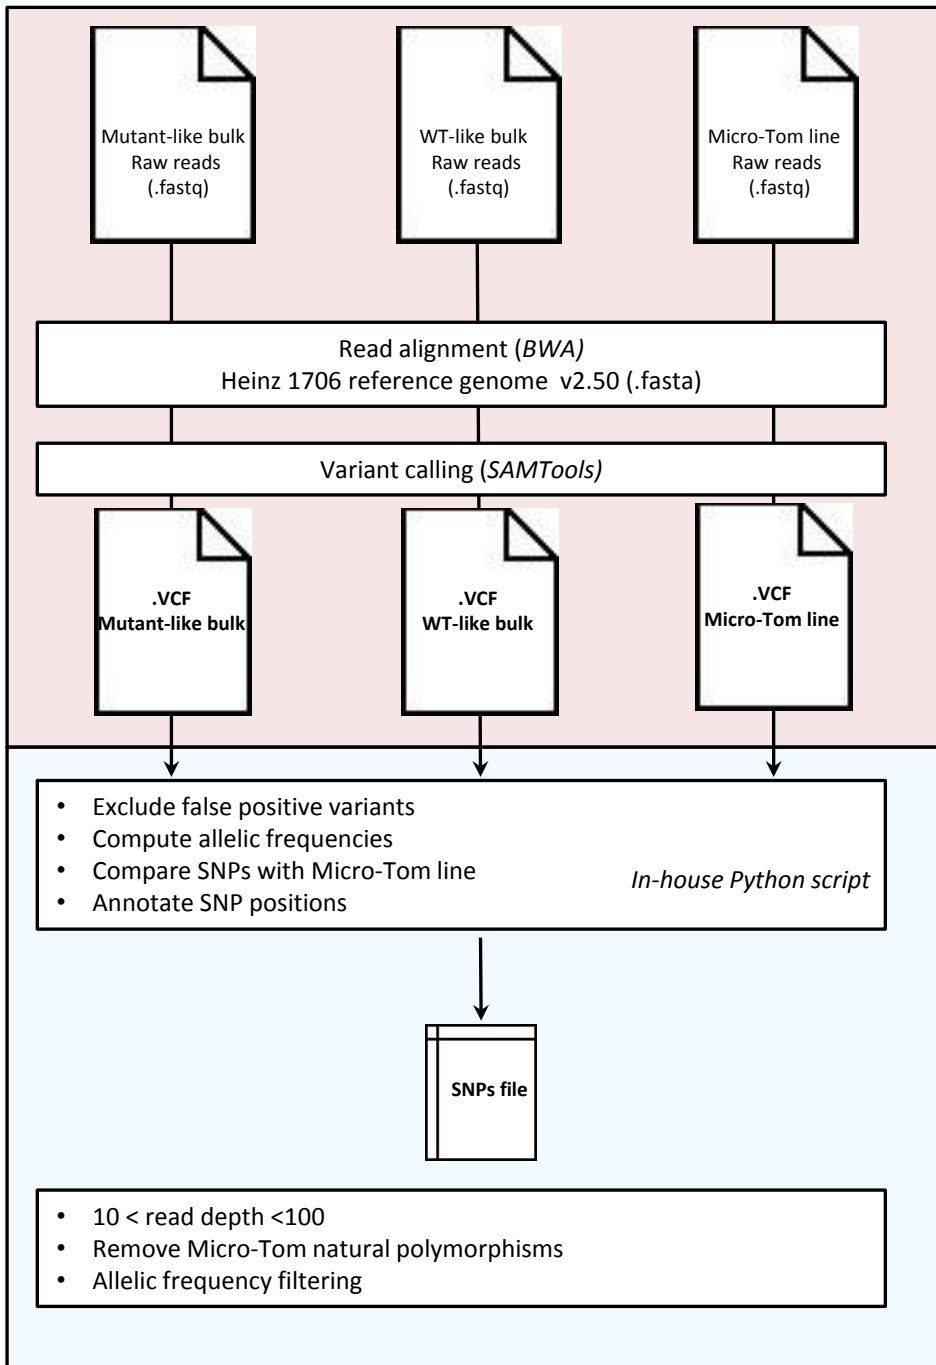 Mutant-like bulk
Raw reads
(.fastq)
WT-like bulk
Raw reads
(.fastq)
Micro-Tom line
Raw reads
(.fastq)
Read alignment (BWA)
Heinz 1706 reference genome v2.50 (.fasta)
Variant calling (SAMTools)
.VCF
Mutant-like bulk
.VCF
WT-like bulk
.VCF
Micro-Tom line
• Exclude false positive variants
• Compute allelic frequencies
• Compare SNPs with Micro-Tom line
• Annotate SNP positions
In-house Python script
SNPs file
• 10 < read depth <100
• Remove Micro-Tom natural polymorphisms
• Allelic frequency filtering